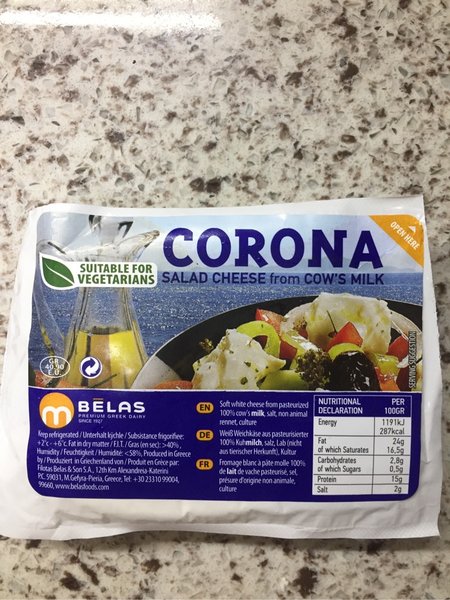 OPEN HERE
CORONA
SALAD CHEESE from COW'S MILK
SUITABLE FOR
VEGETARIANS
SERVING SUGGESTION
GR
40.90
E.U.
m
BELAS
PREMIUM GREEK DAIRY
SINCE 1927
Keep refrigerated / Unterhalt kjichie / Subsistance frigorifiee:
+2°c - +6°c Fat in dry matter / F.I.T. / Gras (en sec): >40% ,
Humidity / Feuchtigkeit / Humidité: <58%, Produced in Greece
by / Produziert in Griechenland von / Produit en Grèce par:
Filotas Belas & Son S.A., 12th Km Alexandreia-Katerini
P.C. 59031, M.Gefyra-Pieria, Greece, Tel: +30 23310 99004,
99660, www.belasfoods.com
EN
Soft white cheese from pasteurized
100% cow's milk, salt, non animal
rennet, culture
DE
Weiß Weichkäse aus pasteurisierter
100% Kuhmilch, salz, Lab (nicht
aus tierischer Herkunft), Kultur
FR
Fromage blanc à pâte molle 100%
de lait de vache pasteurisé, sel,
présure d'origine non animale,
culture
NUTRITIONAL DECLARATION PER 100GR
Energy 1191kJ
287kcal
Fat 24g
of which Saturates 16,5g
Carbohydrates 2,8g
of which Sugars 0,5g
Protein 15g
Salt 2g